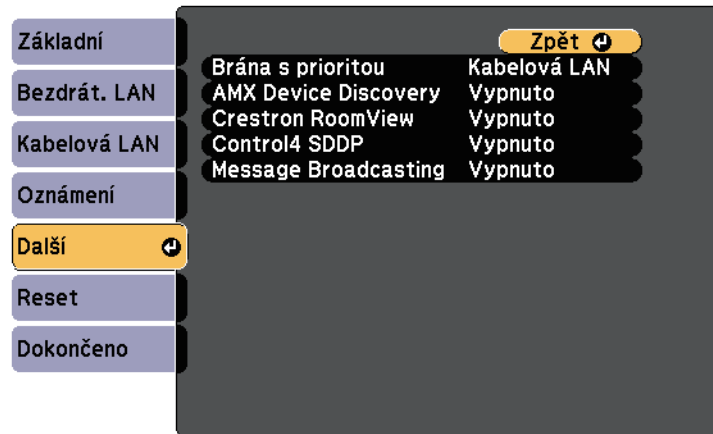 Základní
Bezdrát. LAN
Kabelová LAN
Oznámení
Další
Reset
Dokončeno
Zpět
Brána s prioritou Kabelová LAN
AMX Device Discovery Vypnuto
Crestron RoomView Vypnuto
Control4 SDDP Vypnuto
Message Broadcasting Vypnuto